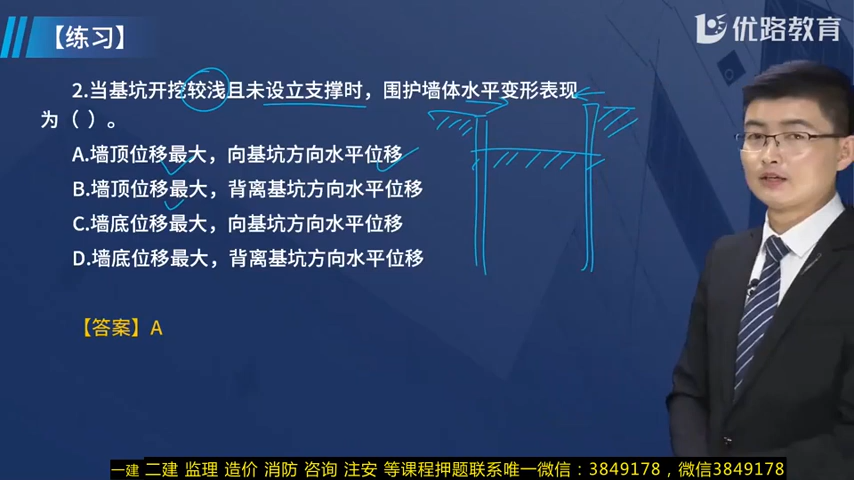 【练习】
优路教育
2.当基坑开挖较浅且未设立支撑时，围护墙体水平变形表现
为（ ）。
A.墙顶位移最大，向基坑方向水平位移
B.墙顶位移最大，背离基坑方向水平位移
C.墙底位移最大，向基坑方向水平位移
D.墙底位移最大，背离基坑方向水平位移
【答案】A
一建 二建 监理 造价 消防 咨询 注安 等课程押题联系唯一微信：3849178，微信3849178